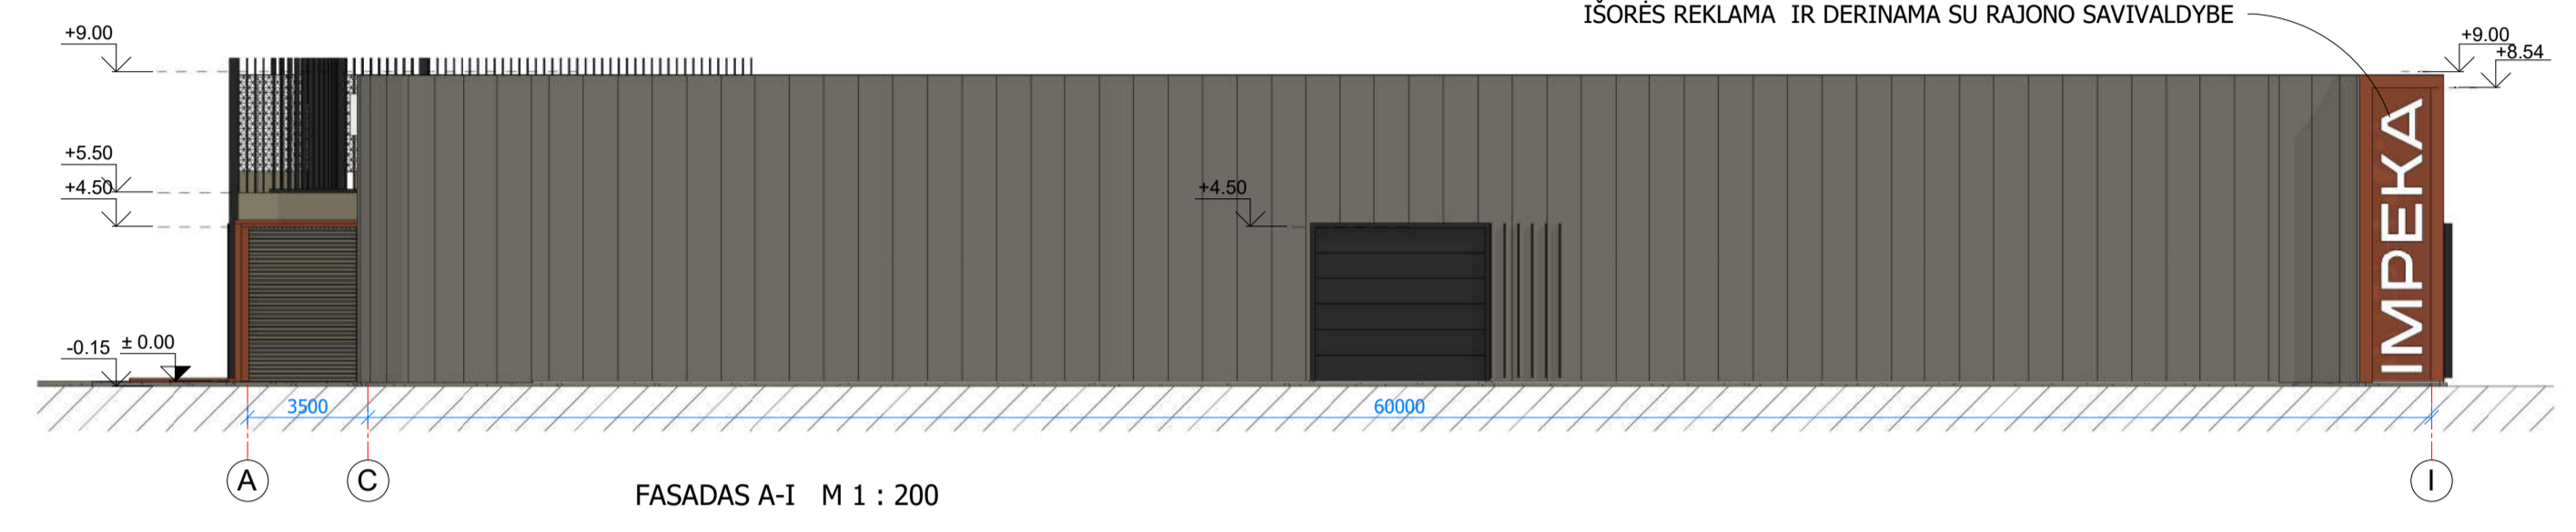 IŠORĖS REKLAMA IR DERINAMA SU RAJONO SAVIVALDYBE
+9.00
+9.00
+8.54
+5.50
+4.50
+4.50
IMPEKA
-0.15
± 0.00
3500
60000
A
C
I
FASADAS A-I M 1 : 200